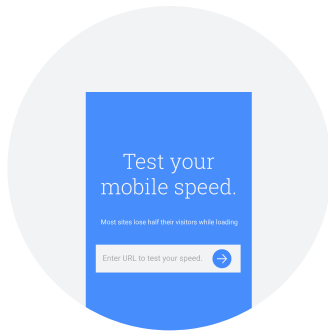 Test your
mobile speed.
Most sites lose half their visitors while loading
Enter URL to test your speed.